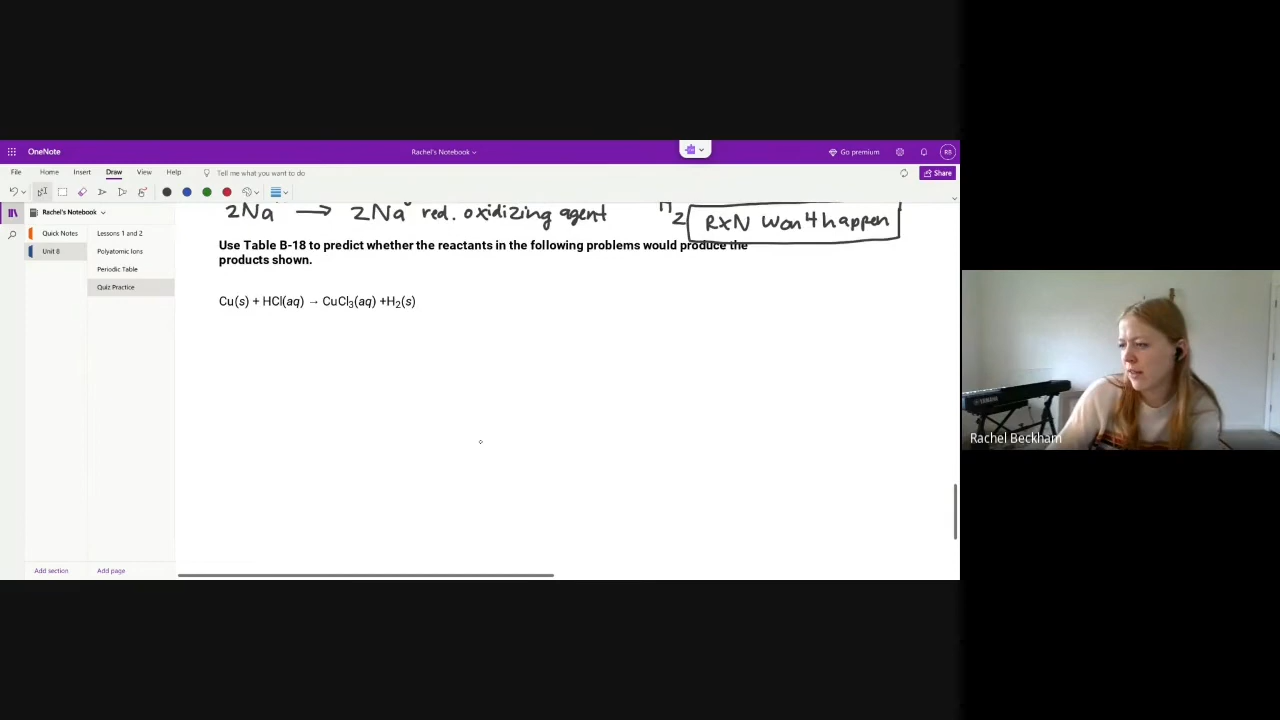 OneNote
Rachel's Notebook
Go premium
RB
File Home Insert Draw View Help Tell me what you want to do
Share
Rachel's Notebook
Quick Notes
Unit 8
Lessons 1 and 2
Polyatomic Ions
Periodic Table
Quiz Practice
2Na → 2Na⁰ red. oxidizing agent
RxN won't happen
Use Table B-18 to predict whether the reactants in the following problems would produce the
products shown.
Cu(s) + HCl(aq) → CuCl₃(aq) +H₂(s)
Add section
Add page
YAMAHA
Rachel Beckham